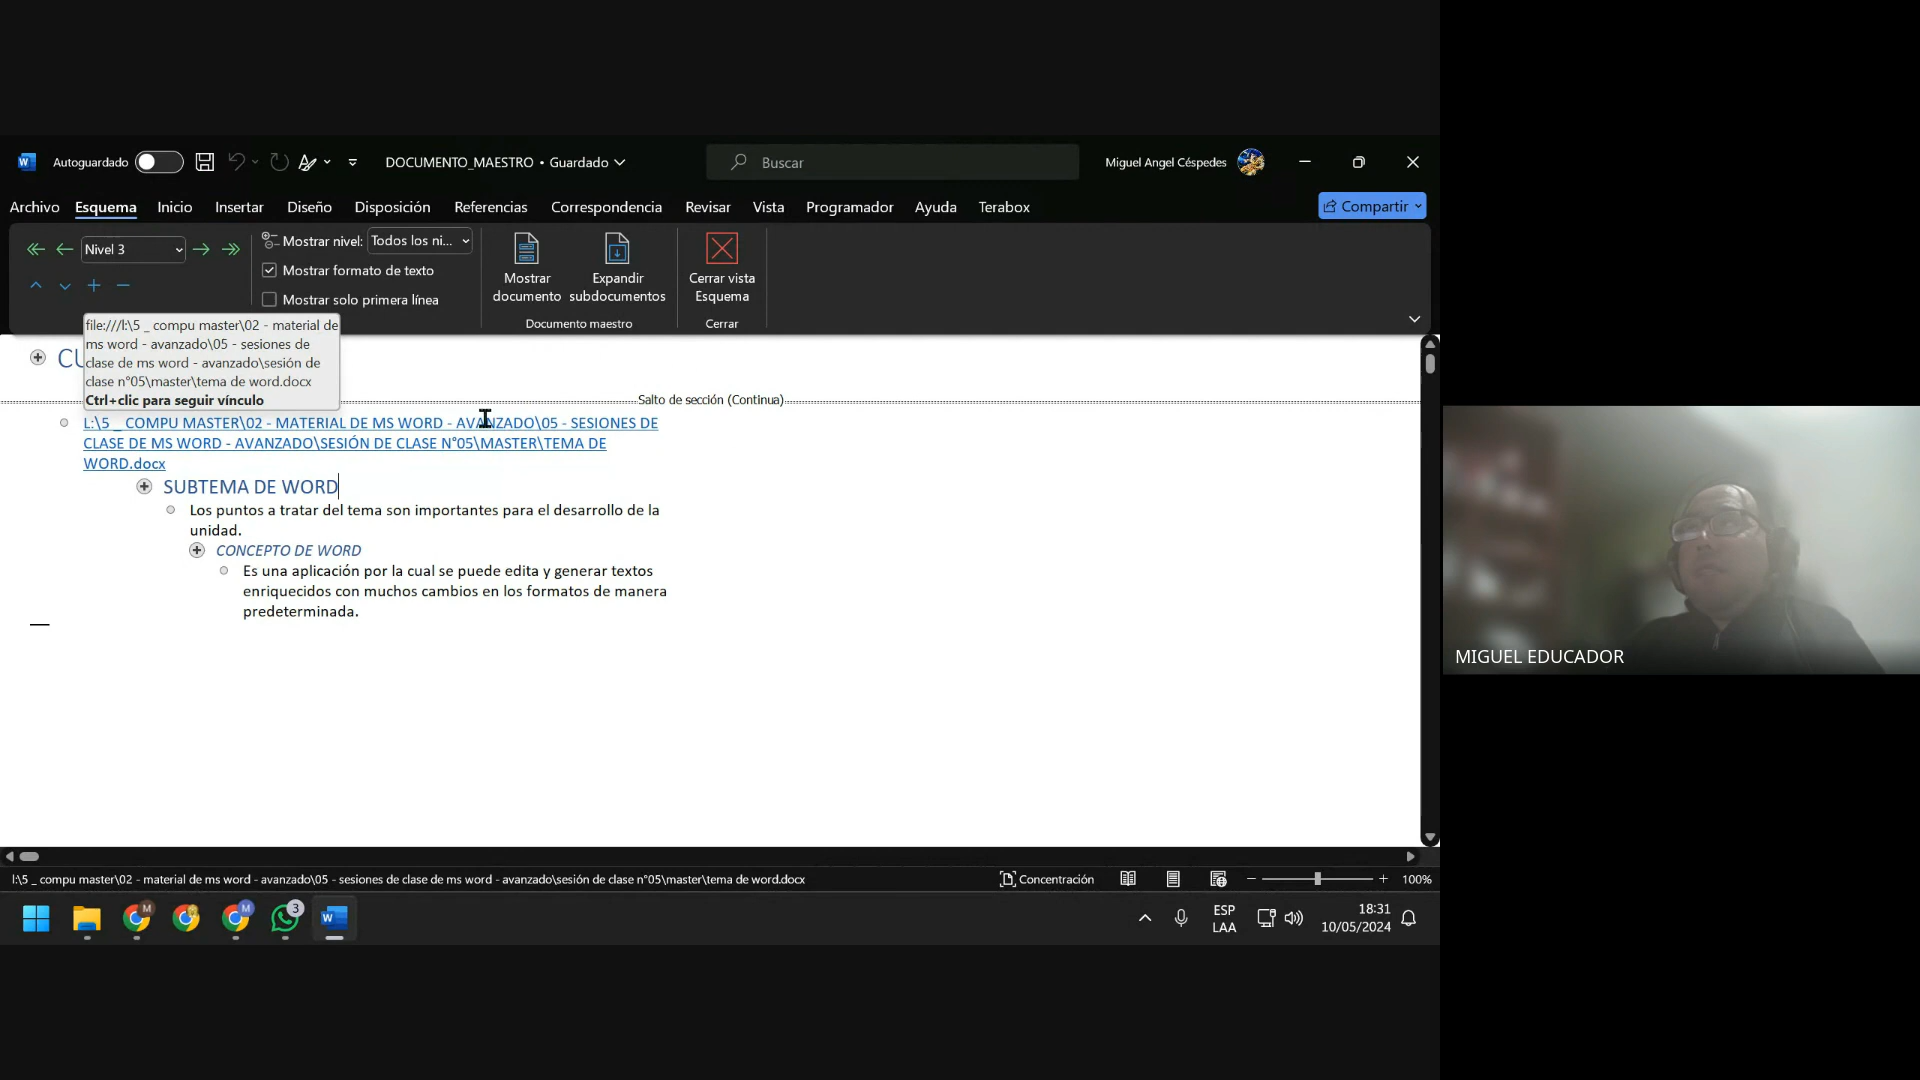 Autoguardado
DOCUMENTO_MAESTRO • Guardado
Buscar
Miguel Angel Céspedes
Archivo Esquema Inicio Insertar Diseño Disposición Referencias Correspondencia Revisar Vista Programador Ayuda Terabox
Compartir
Nivel 3
Mostrar nivel: Todos los ni...
Mostrar formato de texto
Mostrar solo primera línea
Mostrar documento
Expandir subdocumentos
Documento maestro
Cerrar vista Esquema
Cerrar
file:///l:\5 _ compu master\02 - material de
ms word - avanzado\05 - sesiones de
clase de ms word - avanzado\sesión de
clase n°05\master\tema de word.docx
Ctrl+clic para seguir vínculo
Salto de sección (Continua)
L:\5 _ COMPU MASTER\02 - MATERIAL DE MS WORD - AVANZADO\05 - SESIONES DE
CLASE DE MS WORD - AVANZADO\SESIÓN DE CLASE N°05\MASTER\TEMA DE
WORD.docx
SUBTEMA DE WORD
Los puntos a tratar del tema son importantes para el desarrollo de la
unidad.
CONCEPTO DE WORD
Es una aplicación por la cual se puede edita y generar textos
enriquecidos con muchos cambios en los formatos de manera
predeterminada.
MIGUEL EDUCADOR
l:\5 _ compu master\02 - material de ms word - avanzado\05 - sesiones de clase de ms word - avanzado\sesión de clase n°05\master\tema de word.docx
Concentración
100%
3
ESP
LAA
18:31
10/05/2024